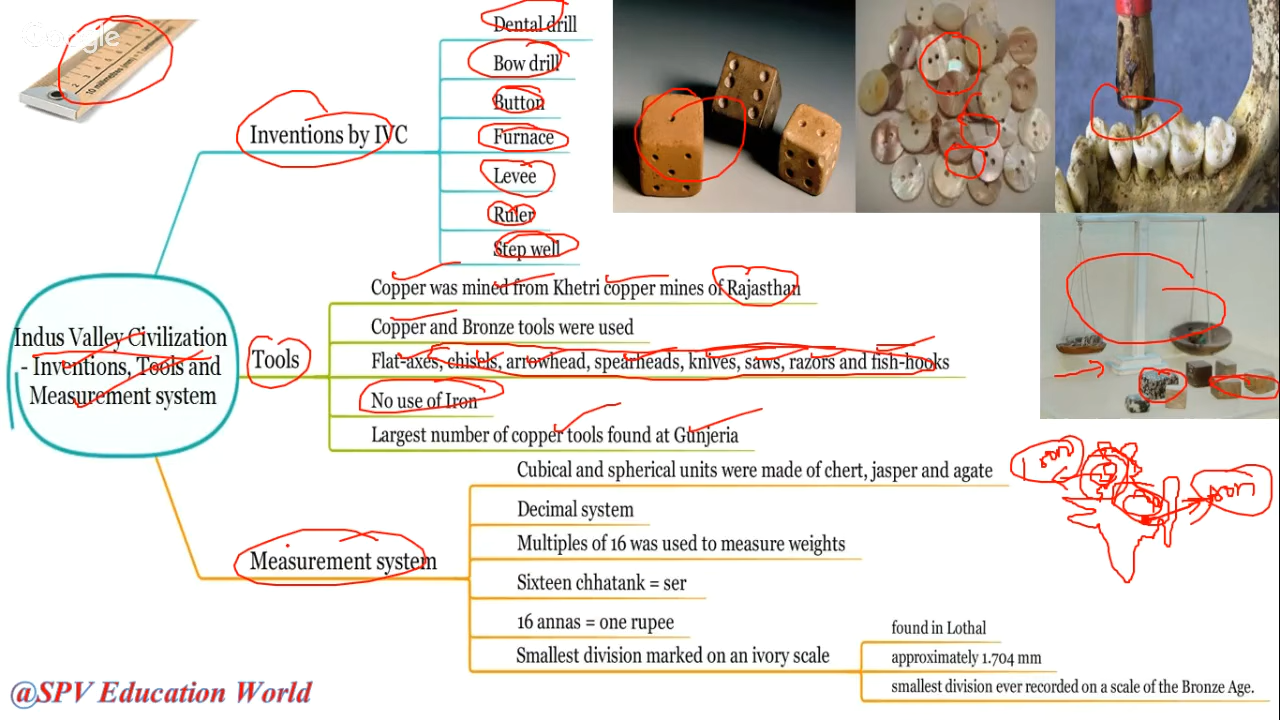 Google
Dental drill
Bow drill
Button
Furnace
Levee
Ruler
Step well
Inventions by IVC
Indus Valley Civilization
- Inventions, Tools and
Measurement system
Tools
Copper was mined from Khetri copper mines of Rajasthan
Copper and Bronze tools were used
Flat-axes, chisels, arrowhead, spearheads, knives, saws, razors and fish-hooks
No use of Iron
Largest number of copper tools found at Gunjeria
Measurement system
Cubical and spherical units were made of chert, jasper and agate
Decimal system
Multiples of 16 was used to measure weights
Sixteen chhatank = ser
16 annas = one rupee
Smallest division marked on an ivory scale
found in Lothal
approximately 1.704 mm
smallest division ever recorded on a scale of the Bronze Age.
Iron
Iron
@SPV Education World